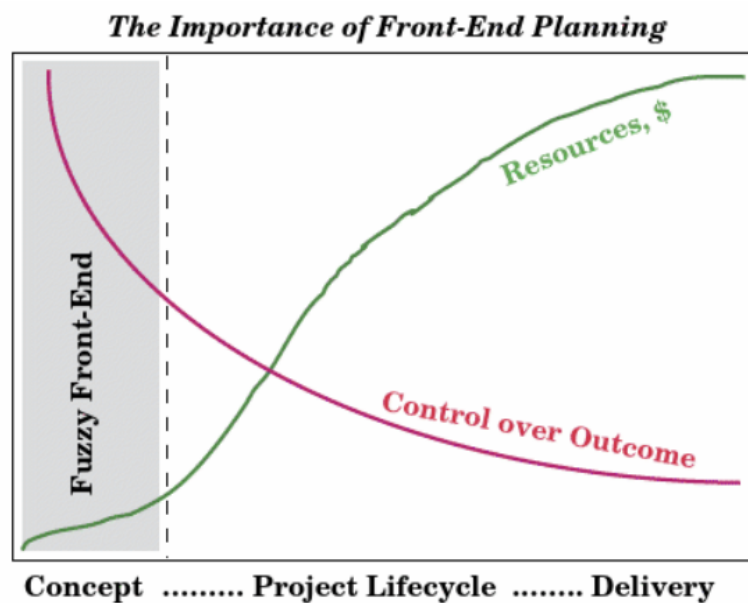 The Importance of Front-End Planning
Resources, $
Fuzzy Front-End
Control over Outcome
Concept ......... Project Lifecycle ........ Delivery